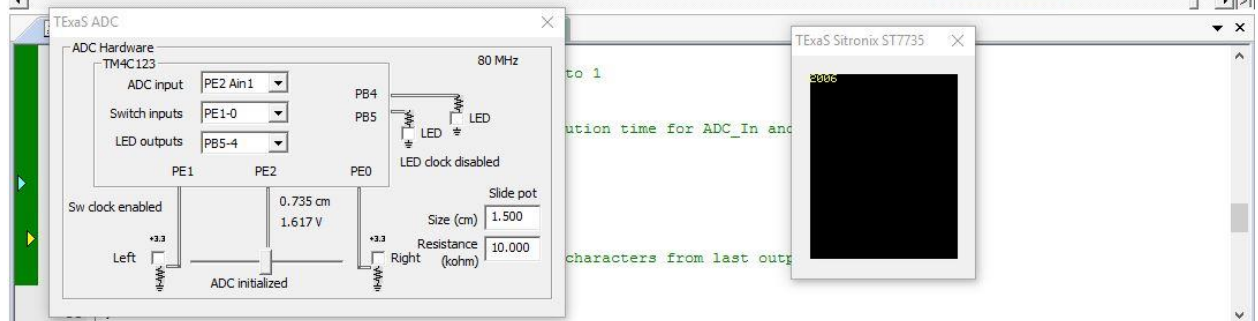 TExaS ADC
ADC Hardware
TM4C123
80 MHz
ADC input PE2 Ain1
Switch inputs PE1-0
LED outputs PB5-4
PB4
PB5
LED
LED
LED clock disabled
PE1 PE2 PE0
Sw clock enabled
0.735 cm
1.617 V
Slide pot
Size (cm) 1.500
Resistance (kohm) 10.000
+3.3
+3.3
Left
Right
ADC initialized
to 1
ution time for ADC_In and
characters from last outp
TExaS Sitronix ST7735
2006